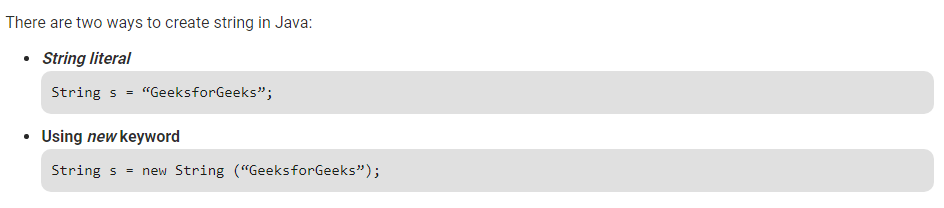 There are two ways to create string in Java:
• String literal
String s = “GeeksforGeeks”;
• Using new keyword
String s = new String (“GeeksforGeeks”);